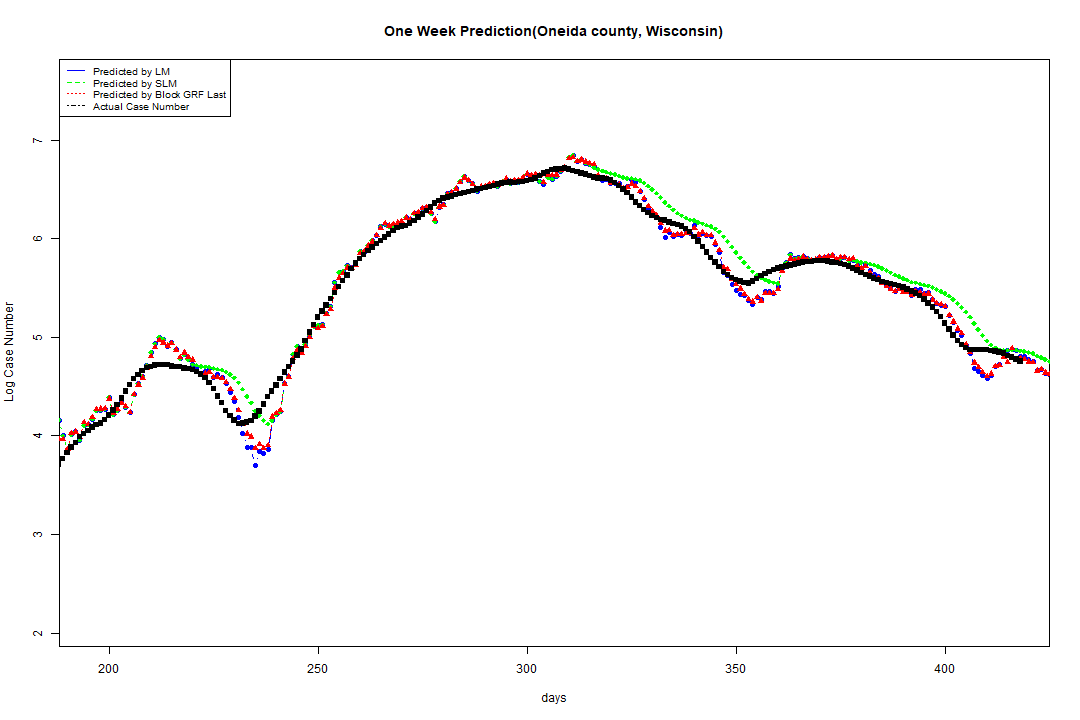 One Week Prediction(Oneida county, Wisconsin)
Predicted by LM
Predicted by SLM
Predicted by Block GRF Last
Actual Case Number
7
6
5
4
3
2
Log Case Number
200 250 300 350 400
days